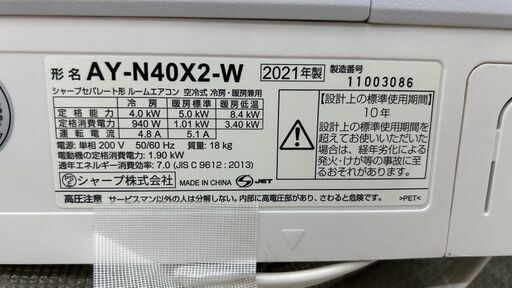 形名 AY-N40X2-W 2021年製 製造番号 11003086
シャープセパレート形 ルームエアコン 空冷式 冷房・暖房兼用
冷房 暖房標準 暖房低温
定格能力 4.0 kW 5.0 kW 8.4 kW
定格消費電力 940 W 1.01 kW 3.40 kW
運転電流 4.8 A 5.1 A
電源: 単相 200 V 50/60 Hz 質量: 18 kg
電動機の定格消費電力: 1.90 kW
通年エネルギー消費効率: 7.0 (JIS C 9612 : 2013)
PSE シャープ株式会社 MADE IN CHINA JET
【設計上の標準使用期間】
10年
設計上の標準使用期間を
超えてお使いいただいた
場合は、経年劣化による
発火・けが等の事故に至る
おそれがあります。
高圧注意 サービスマン以外の人は分解しない。内部に高電圧部があり、さわると危険です。 >PET<